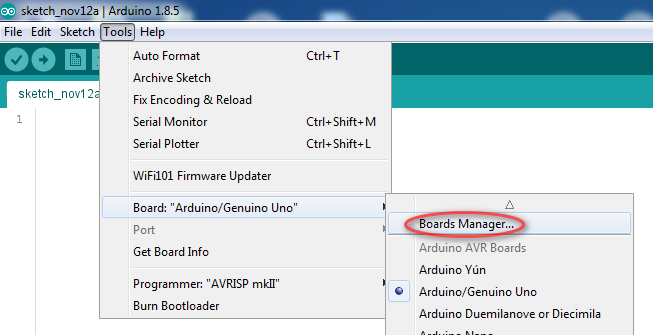 sketch_nov12a | Arduino 1.8.5
File Edit Sketch Tools Help
sketch_nov12a
1
Auto Format Ctrl+T
Archive Sketch
Fix Encoding & Reload
Serial Monitor Ctrl+Shift+M
Serial Plotter Ctrl+Shift+L
WiFi101 Firmware Updater
Board: "Arduino/Genuino Uno"
Port
Get Board Info
Programmer: "AVRISP mkII"
Burn Bootloader
Boards Manager...
Arduino AVR Boards
Arduino Yún
Arduino/Genuino Uno
Arduino Duemilanove or Diecimila
Arduino Nano